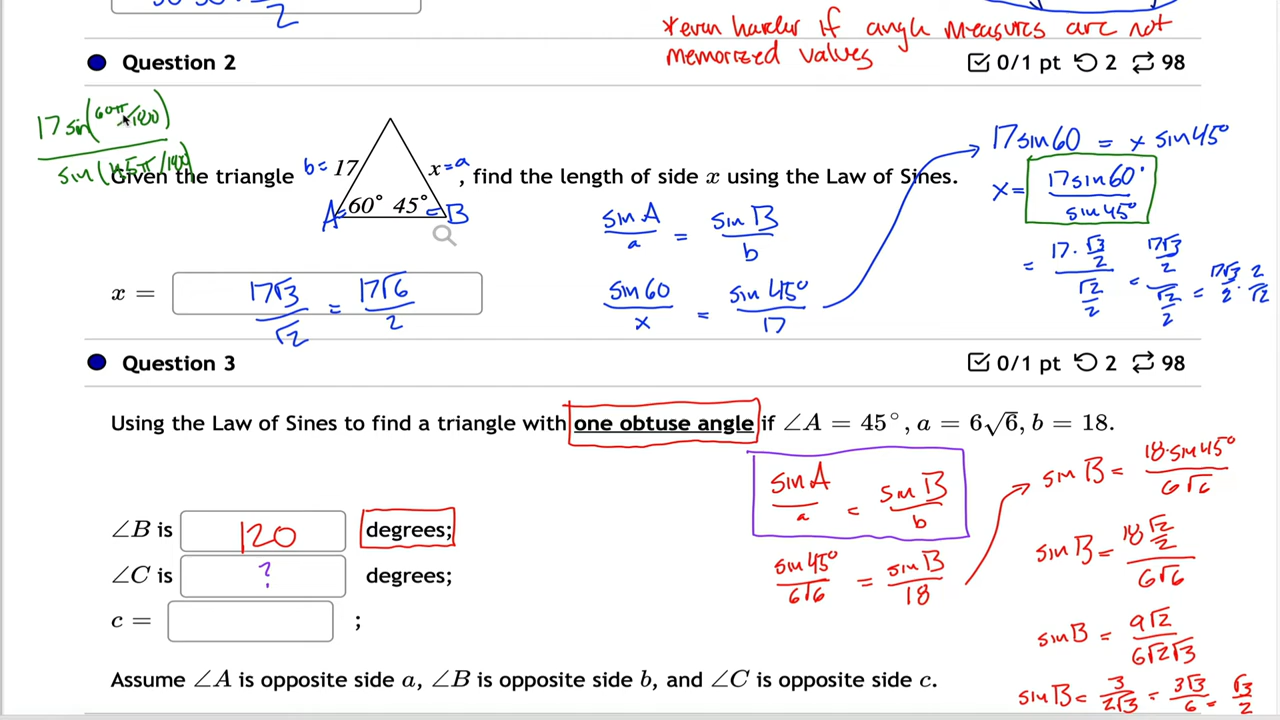 2
*even harder if angle measures are not
memorized values
Question 2
0/1 pt 2 98
17 sin(60π/180)
sin(45π/180)
Given the triangle b = 17 x = a , find the length of side x using the Law of Sines.
A = 60° 45° = B
sin A / a = sin B / b
sin 60 / x = sin 45° / 17
17 sin 60 = x sin 45°
x = 17 sin 60° / sin 45°
= 17 · √3/2 / √2/2 = 17√3/2 / √2/2 = 17√3/2 · 2/√2
x = 17√3/√2 = 17√6/2
Question 3
0/1 pt 2 98
Using the Law of Sines to find a triangle with one obtuse angle if ∠A = 45°, a = 6√6, b = 18.
sin A / a = sin B / b
sin 45° / 6√6 = sin B / 18
sin B = 18 · sin 45° / 6√6
sin B = 18 √2/2 / 6√6
sin B = 9√2 / 6√2√3
sin B = 3/2√3 = 3√3/6 = √3/2
∠B is 120 degrees;
∠C is ? degrees;
c = ;
Assume ∠A is opposite side a, ∠B is opposite side b, and ∠C is opposite side c.